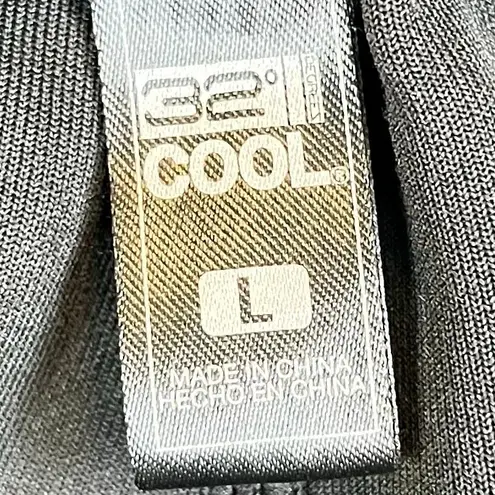 32°
COOL®
L
MADE IN CHINA
HECHO EN CHINA